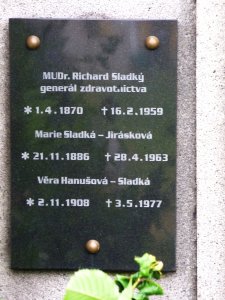 MUDr. Richard Sladký
generál zdravotnictva
* 1.4.1870 † 16.2.1959
Marie Sladká – Jirásková
* 21.11.1886 † 28.4.1963
Věra Hanušová – Sladká
* 2.11.1908 † 3.5.1977